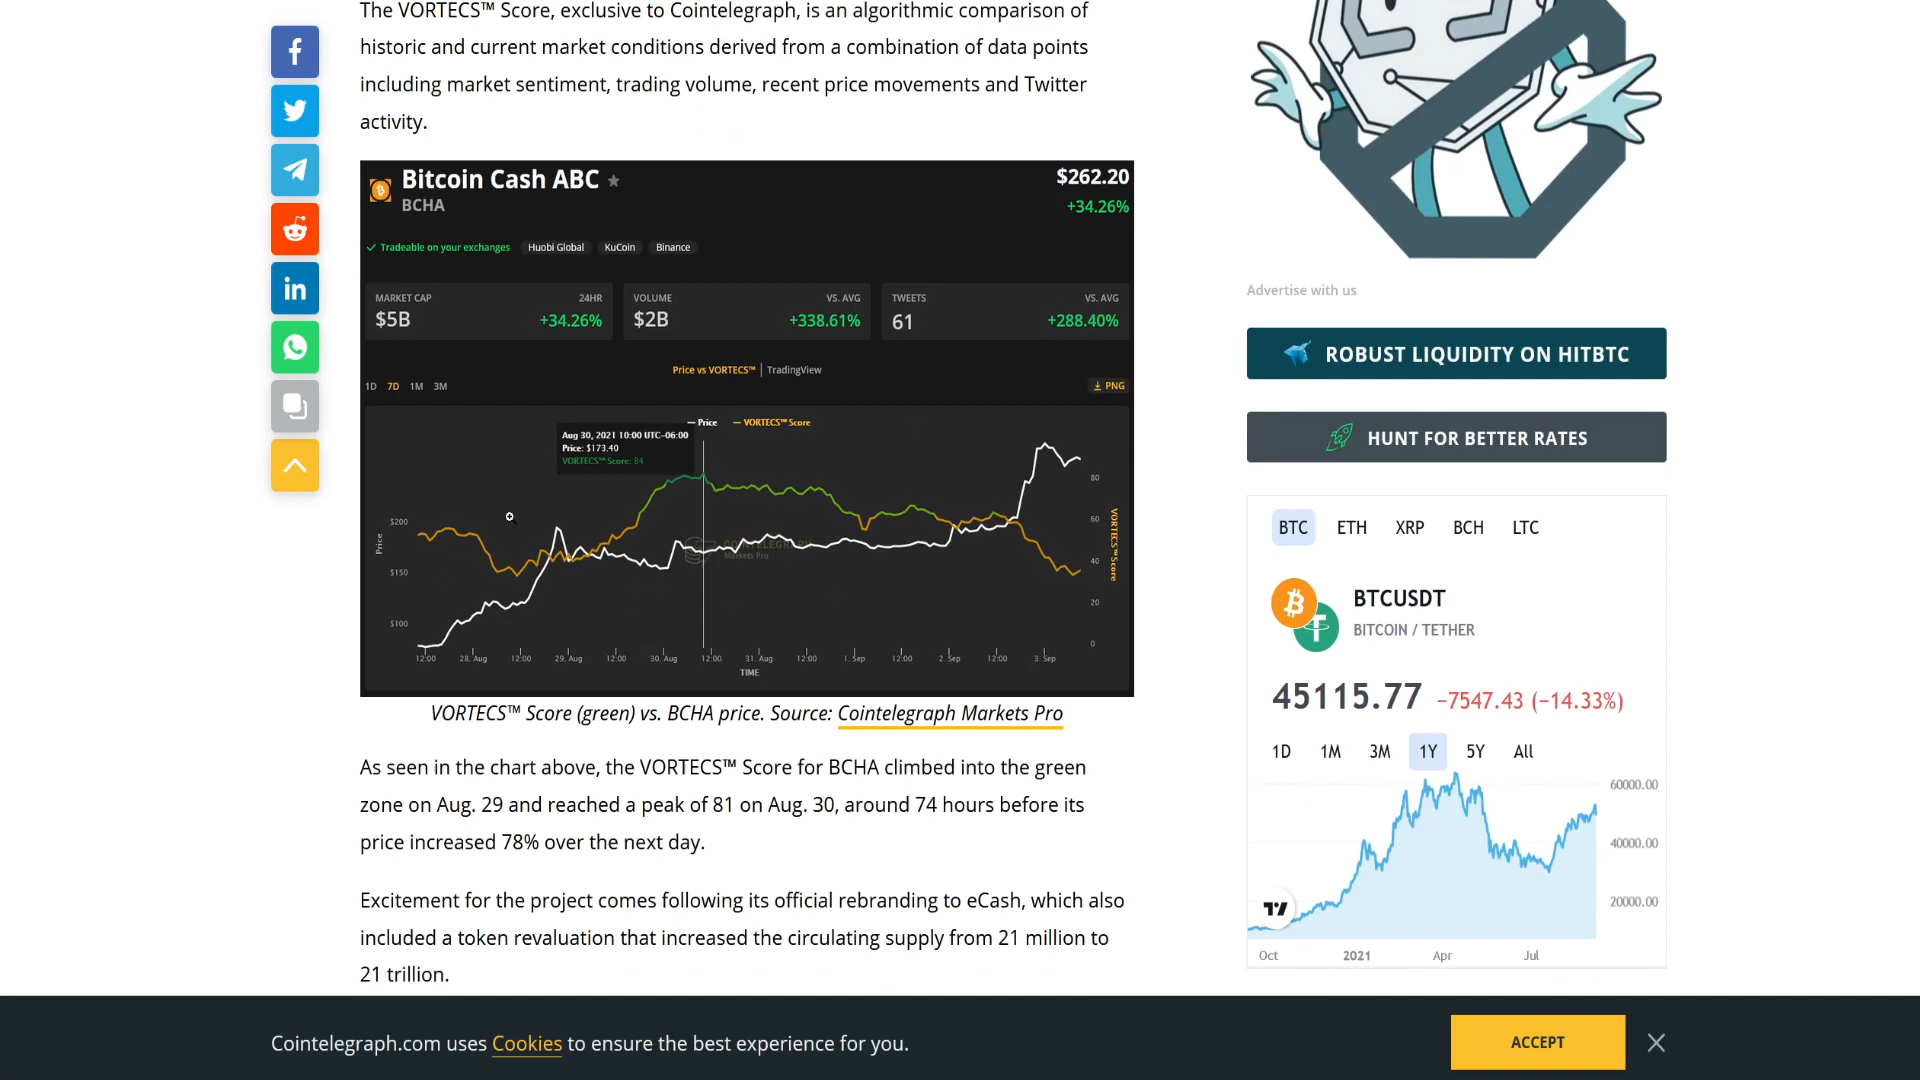 The VORTECS™ Score, exclusive to Cointelegraph, is an algorithmic comparison of
historic and current market conditions derived from a combination of data points
including market sentiment, trading volume, recent price movements and Twitter
activity.
Bitcoin Cash ABC
BCHA
$262.20
+34.26%
Tradeable on your exchanges Huobi Global KuCoin Binance
MARKET CAP 24HR
$5B +34.26%
VOLUME VS. AVG
$2B +338.61%
TWEETS VS. AVG
61 +288.40%
Price vs VORTECS™ | TradingView
1D 7D 1M 3M
PNG
Price VORTECS™ Score
Aug 30, 2021 10:00 UTC-06:00
Price: $173.40
VORTECS™ Score: 84
$200
$150
$100
Price
80
60
40
20
0
VORTECS™ Score
COINTELEGRAPH
Markets Pro
12:00 28. Aug 12:00 29. Aug 12:00 30. Aug 12:00 31. Aug 12:00 1. Sep 12:00 2. Sep 12:00 3. Sep
TIME
VORTECS™ Score (green) vs. BCHA price. Source: Cointelegraph Markets Pro
As seen in the chart above, the VORTECS™ Score for BCHA climbed into the green
zone on Aug. 29 and reached a peak of 81 on Aug. 30, around 74 hours before its
price increased 78% over the next day.
Excitement for the project comes following its official rebranding to eCash, which also
included a token revaluation that increased the circulating supply from 21 million to
21 trillion.
Advertise with us
ROBUST LIQUIDITY ON HITBTC
HUNT FOR BETTER RATES
BTC ETH XRP BCH LTC
BTCUSDT
BITCOIN / TETHER
45115.77 −7547.43 (−14.33%)
1D 1M 3M 1Y 5Y All
60000.00
40000.00
20000.00
Oct 2021 Apr Jul
Cointelegraph.com uses Cookies to ensure the best experience for you.
ACCEPT